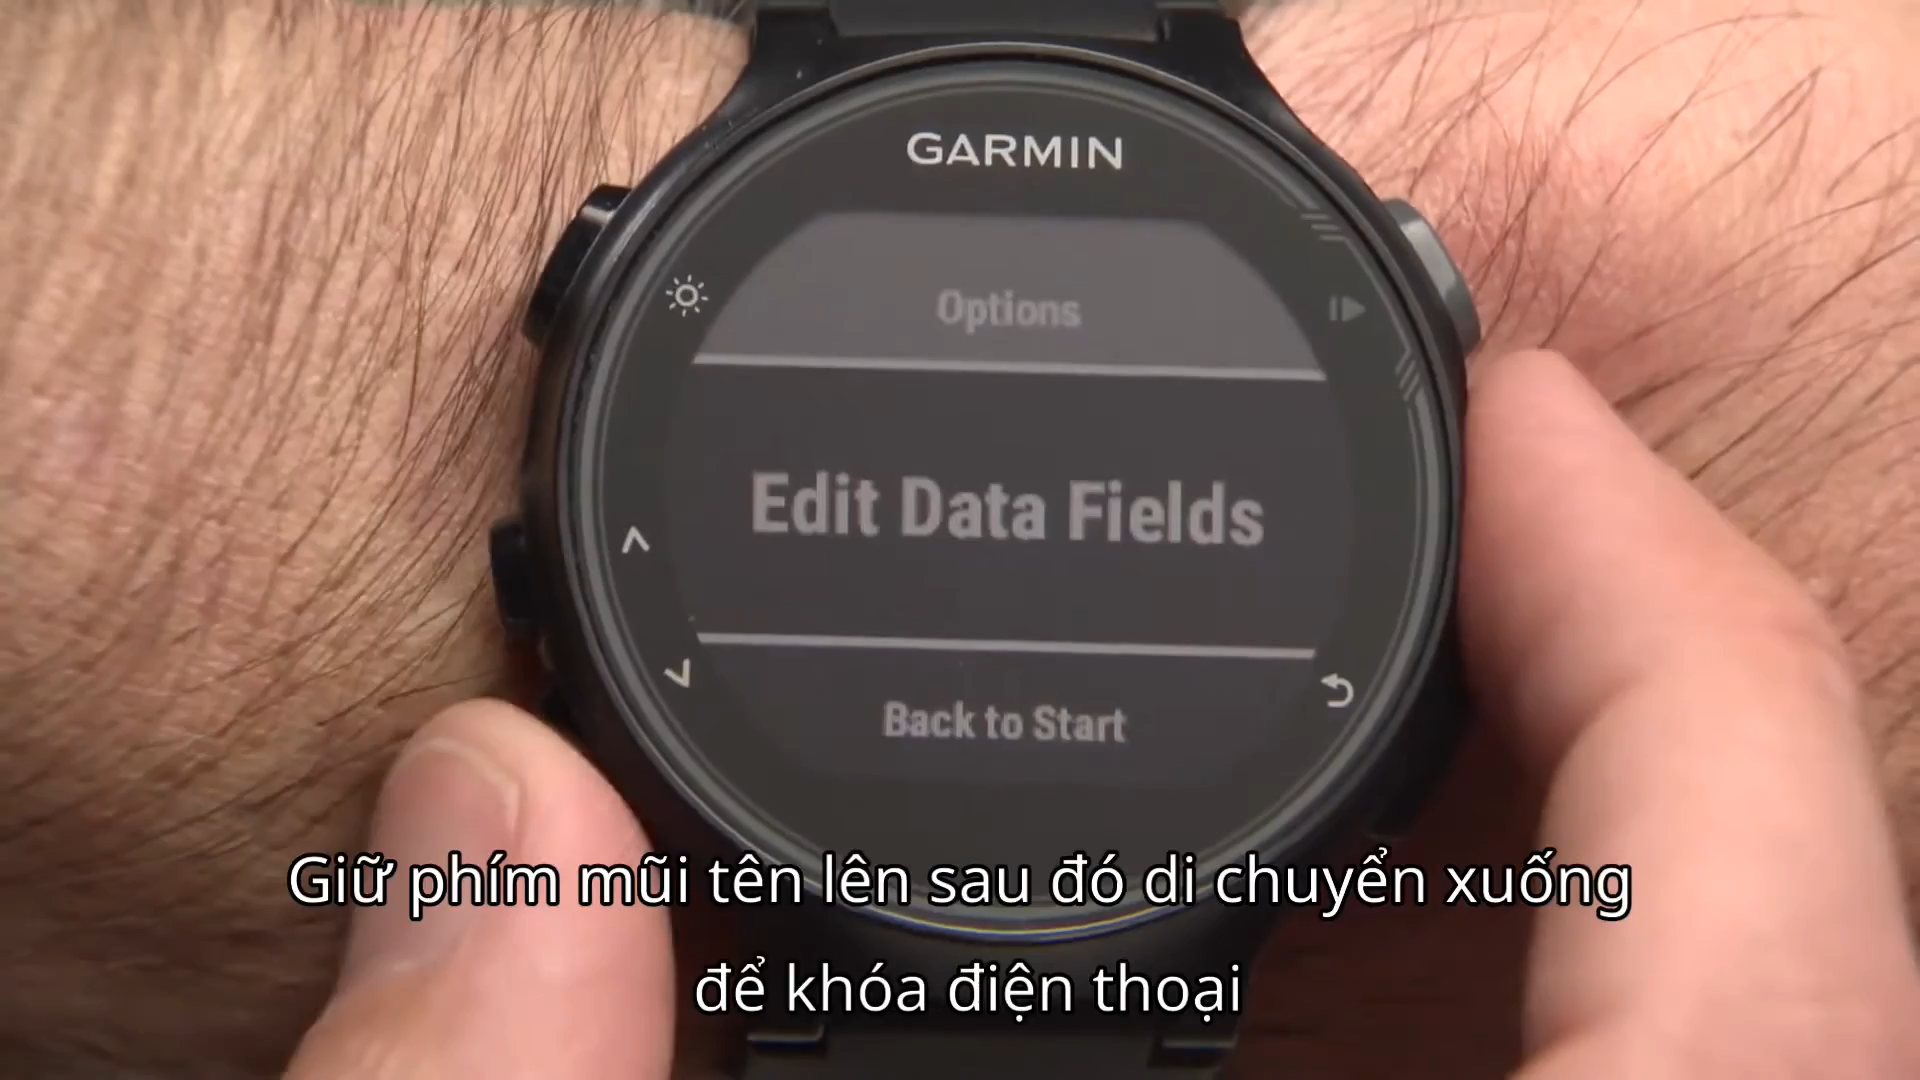 GARMIN
Options
Edit Data Fields
Back to Start
Giữ phím mũi tên lên sau đó di chuyển xuống
để khóa điện thoại